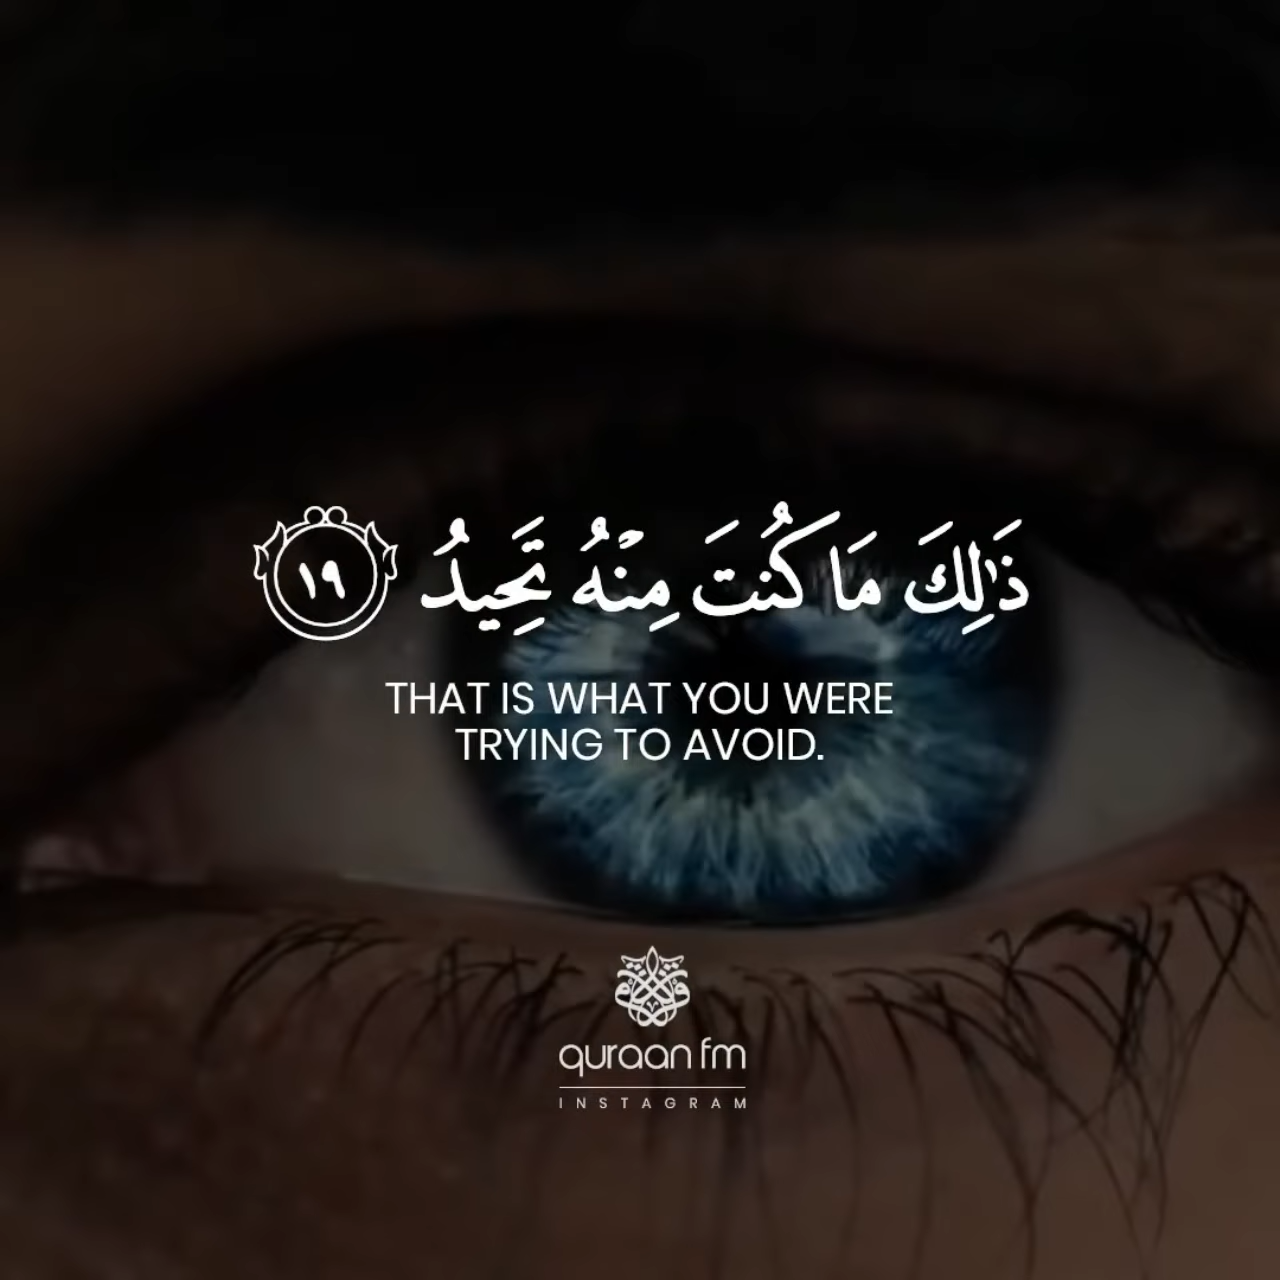 ذَٰلِكَ مَا كُنتَ مِنْهُ تَحِيدُ ١٩
THAT IS WHAT YOU WERE
TRYING TO AVOID.
quraan fm
INSTAGRAM